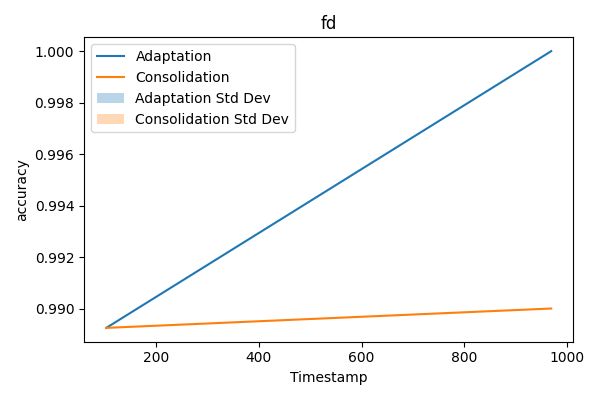 fd
Adaptation
Consolidation
Adaptation Std Dev
Consolidation Std Dev
1.000
0.998
0.996
0.994
0.992
0.990
accuracy
200 400 600 800 1000
Timestamp